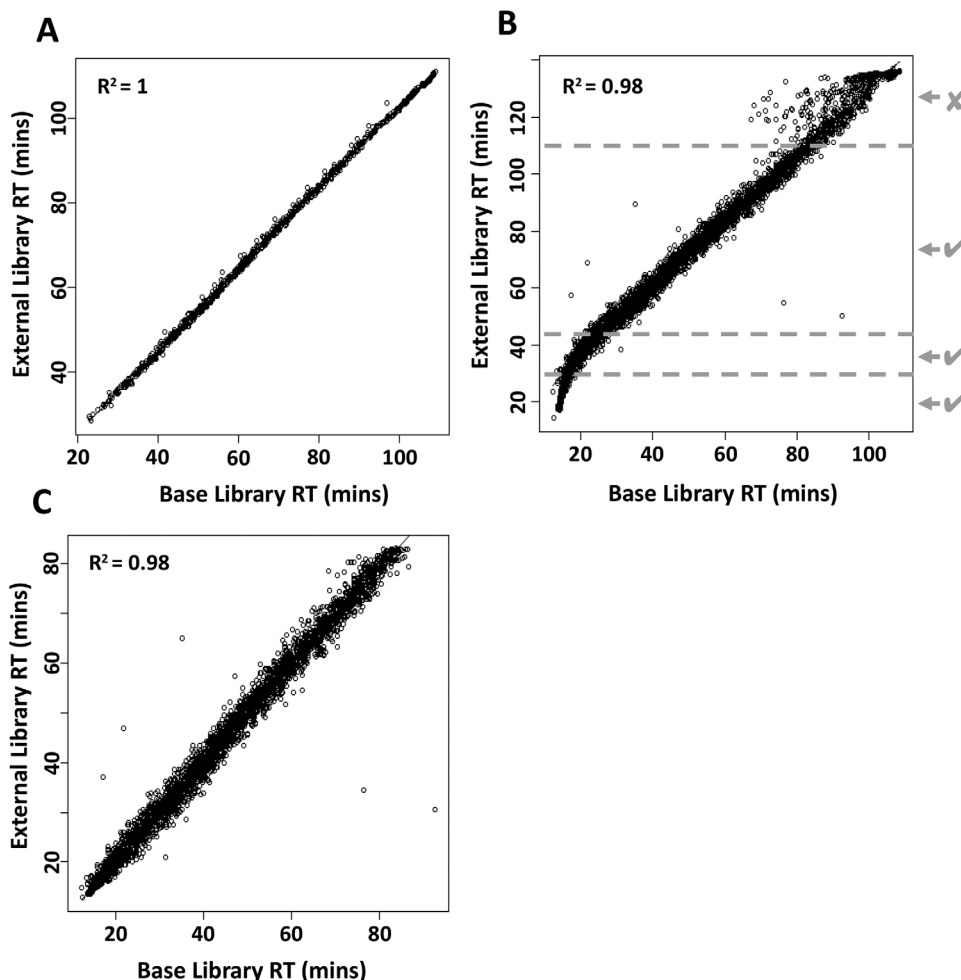 A
R² = 1
External Library RT (mins)
100
80
60
40
20 40 60 80 100
Base Library RT (mins)
B
R² = 0.98
External Library RT (mins)
120
100
80
60
40
20
20 40 60 80 100
Base Library RT (mins)
C
R² = 0.98
External Library RT (mins)
80
60
40
20
20 40 60 80
Base Library RT (mins)